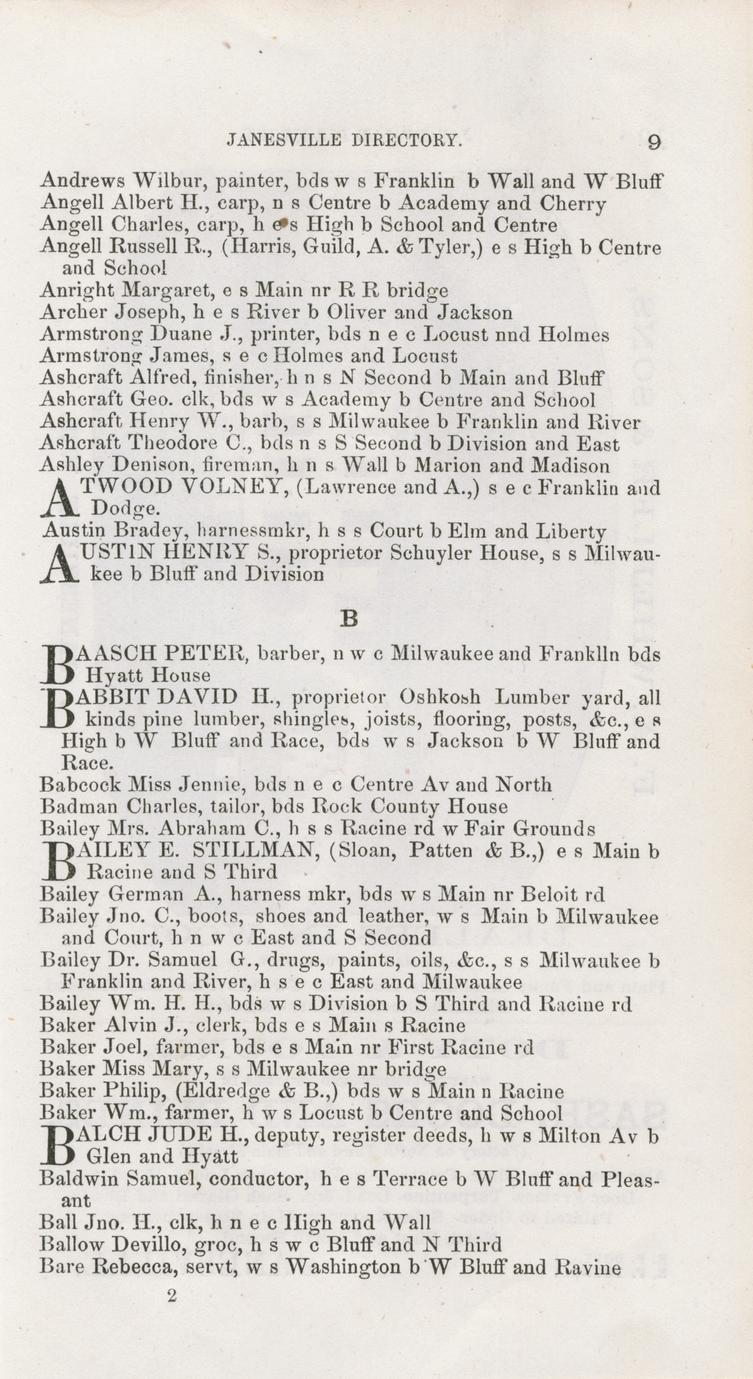 JANESVILLE DIRECTORY. 9
Andrews Wilbur, painter, bds w s Franklin b Wall and W Bluff
Angell Albert H., carp, n s Centre b Academy and Cherry
Angell Charles, carp, h e s High b School and Centre
Angell Russell R., (Harris, Guild, A. & Tyler,) e s High b Centre
and School
Anright Margaret, e s Main nr R R bridge
Archer Joseph, h e s River b Oliver and Jackson
Armstrong Duane J., printer, bds n e c Locust nnd Holmes
Armstrong James, s e c Holmes and Locust
Ashcraft Alfred, finisher, h n s N Second b Main and Bluff
Ashcraft Geo. clk, bds w s Academy b Centre and School
Ashcraft Henry W., barb, s s Milwaukee b Franklin and River
Ashcraft Theodore C., bds n s S Second b Division and East
Ashley Denison, fireman, h n s Wall b Marion and Madison
ATWOOD VOLNEY, (Lawrence and A.,) s e c Franklin and
Dodge.
Austin Bradey, harnessmkr, h s s Court b Elm and Liberty
AUSTIN HENRY S., proprietor Schuyler House, s s Milwau-
kee b Bluff and Division
B
BAASCH PETER, barber, n w c Milwaukee and Franklln bds
Hyatt House
BABBIT DAVID H., proprietor Oshkosh Lumber yard, all
kinds pine lumber, shingles, joists, flooring, posts, &c., e s
High b W Bluff and Race, bds w s Jackson b W Bluff and
Race.
Babcock Miss Jennie, bds n e c Centre Av and North
Badman Charles, tailor, bds Rock County House
Bailey Mrs. Abraham C., h s s Racine rd w Fair Grounds
BAILEY E. STILLMAN, (Sloan, Patten & B.,) e s Main b
Racine and S Third
Bailey German A., harness mkr, bds w s Main nr Beloit rd
Bailey Jno. C., boots, shoes and leather, w s Main b Milwaukee
and Court, h n w c East and S Second
Bailey Dr. Samuel G., drugs, paints, oils, &c., s s Milwaukee b
Franklin and River, h s e c East and Milwaukee
Bailey Wm. H. H., bds w s Division b S Third and Racine rd
Baker Alvin J., clerk, bds e s Main s Racine
Baker Joel, farmer, bds e s Main nr First Racine rd
Baker Miss Mary, s s Milwaukee nr bridge
Baker Philip, (Eldredge & B.,) bds w s Main n Racine
Baker Wm., farmer, h w s Locust b Centre and School
BALCH JUDE H., deputy, register deeds, h w s Milton Av b
Glen and Hyatt
Baldwin Samuel, conductor, h e s Terrace b W Bluff and Pleas-
ant
Ball Jno. H., clk, h n e c High and Wall
Ballow Devillo, groc, h s w c Bluff and N Third
Bare Rebecca, servt, w s Washington b W Bluff and Ravine
2